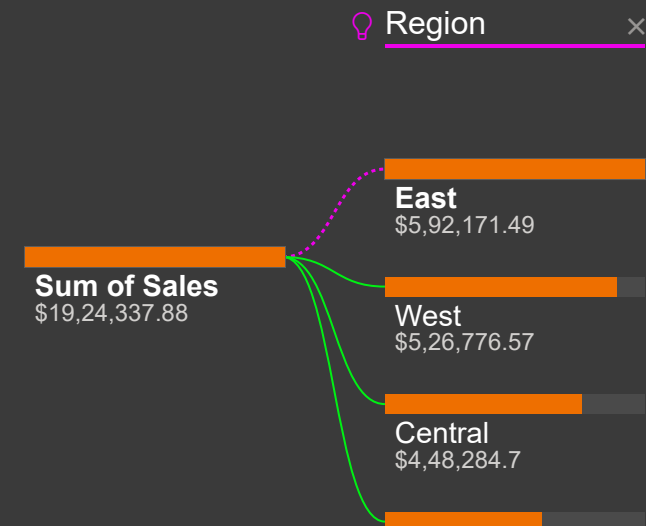 Region
East
$5,92,171.49
Sum of Sales
$19,24,337.88
West
$5,26,776.57
Central
$4,48,284.7